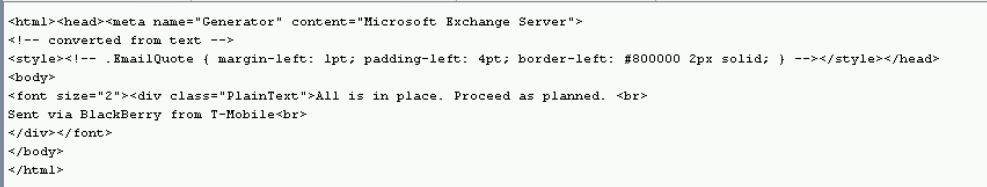 <html><head><meta name="Generator" content="Microsoft Exchange Server">
<!-- converted from text -->
<style><!-- .EmailQuote { margin-left: 1pt; padding-left: 4pt; border-left: #800000 2px solid; } --></style></head>
<body>
<font size="2"><div class="PlainText">All is in place. Proceed as planned. <br>
Sent via BlackBerry from T-Mobile<br>
</div></font>
</body>
</html>